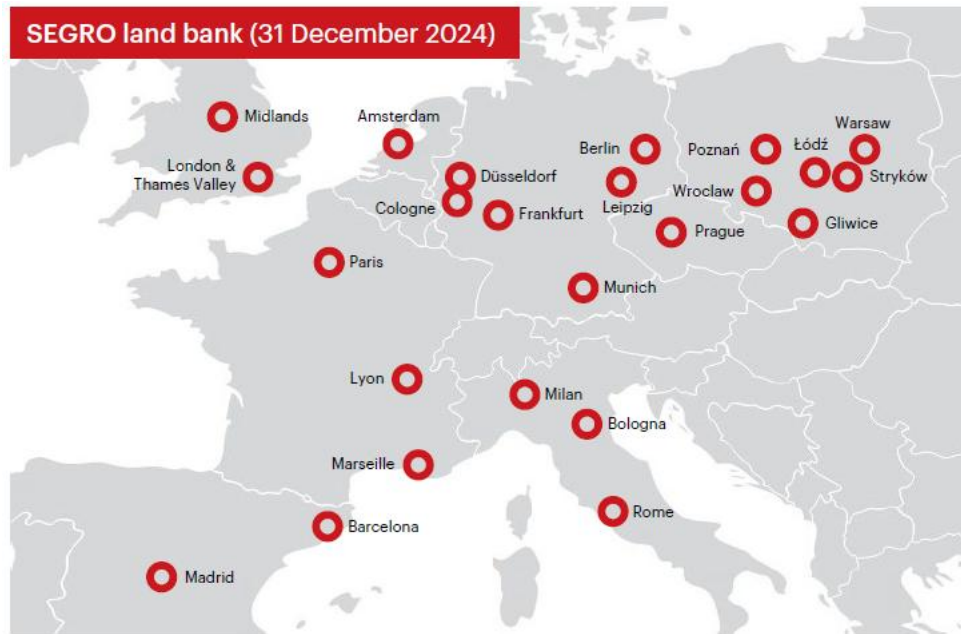 SEGRO land bank (31 December 2024)
Midlands
Amsterdam
Warsaw
Łódź
Berlin
Poznań
London &
Thames Valley
Düsseldorf
Stryków
Cologne
Leipzig
Wroclaw
Frankfurt
Gliwice
Prague
Paris
Munich
Lyon
Milan
Bologna
Marseille
Rome
Barcelona
Madrid